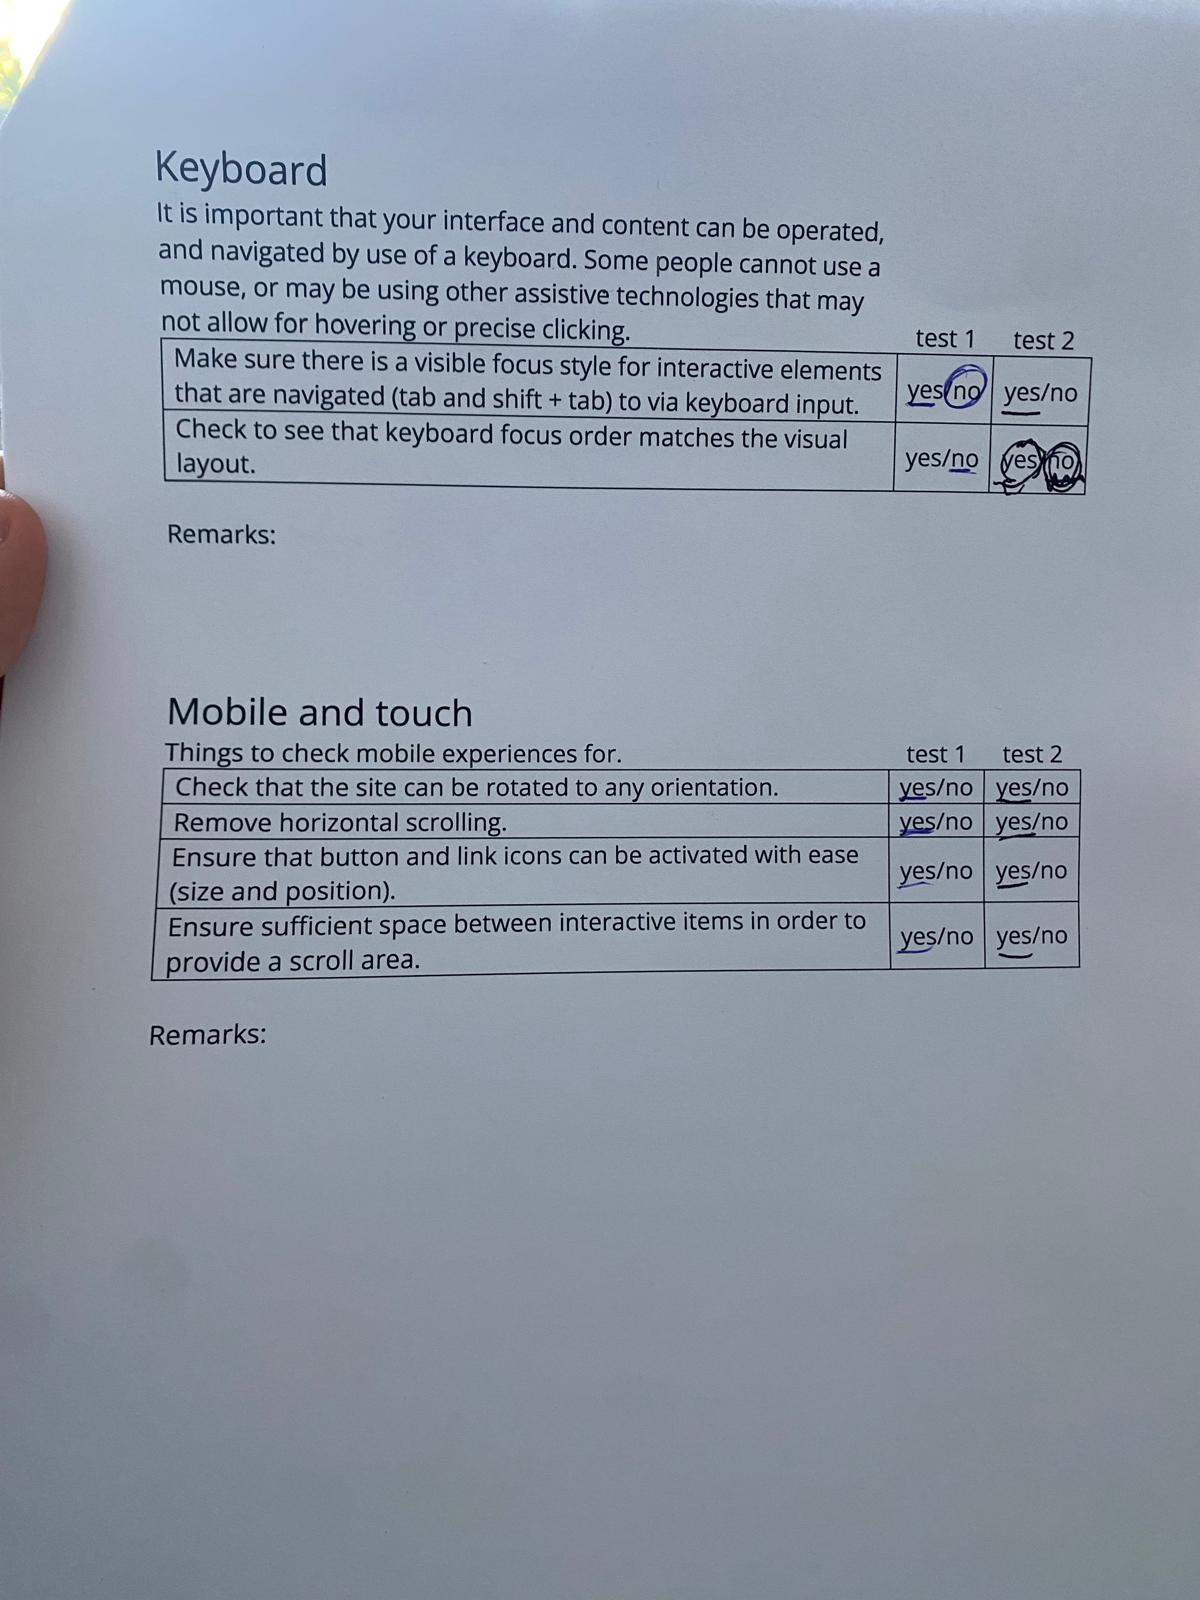 Keyboard
It is important that your interface and content can be operated,
and navigated by use of a keyboard. Some people cannot use a
mouse, or may be using other assistive technologies that may
not allow for hovering or precise clicking.
test 1 test 2
Make sure there is a visible focus style for interactive elements
that are navigated (tab and shift + tab) to via keyboard input.
yes/no yes/no
Check to see that keyboard focus order matches the visual
layout.
yes/no yes/no
Remarks:
Mobile and touch
Things to check mobile experiences for. test 1 test 2
Check that the site can be rotated to any orientation. yes/no yes/no
Remove horizontal scrolling. yes/no yes/no
Ensure that button and link icons can be activated with ease
(size and position).
yes/no yes/no
Ensure sufficient space between interactive items in order to
provide a scroll area.
yes/no yes/no
Remarks: